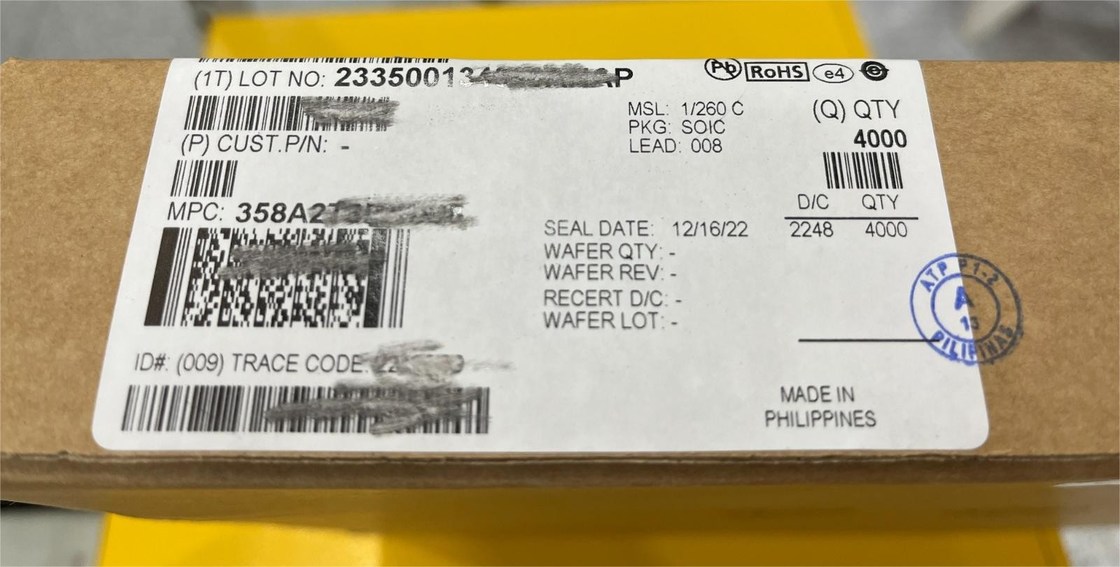 (1T) LOT NO:
Pb RoHS e4
MSL: 1/260 C
PKG: SOIC
LEAD: 008
(Q) QTY
4000
(P) CUST.P/N: -
MPC:
D/C QTY
2248 4000
SEAL DATE: 12/16/22
WAFER QTY: -
WAFER REV: -
RECERT D/C: -
WAFER LOT: -
ATP P1-2
A
PILIPINAS
ID#: (009) TRACE CODE:
MADE IN
PHILIPPINES